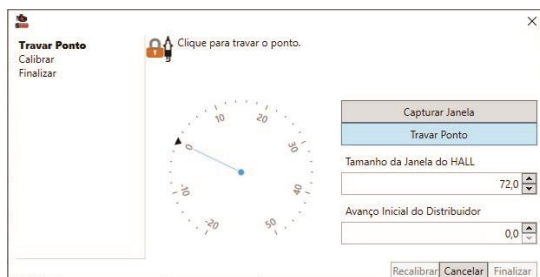 Travar Ponto
Calibrar
Finalizar
Clique para travar o ponto.
10
20
0
30
-10
40
-20
50
Capturar Janela
Travar Ponto
Tamanho da Janela do HALL
72,0
Avanço Inicial do Distribuidor
0,0
Recalibrar Cancelar Finalizar